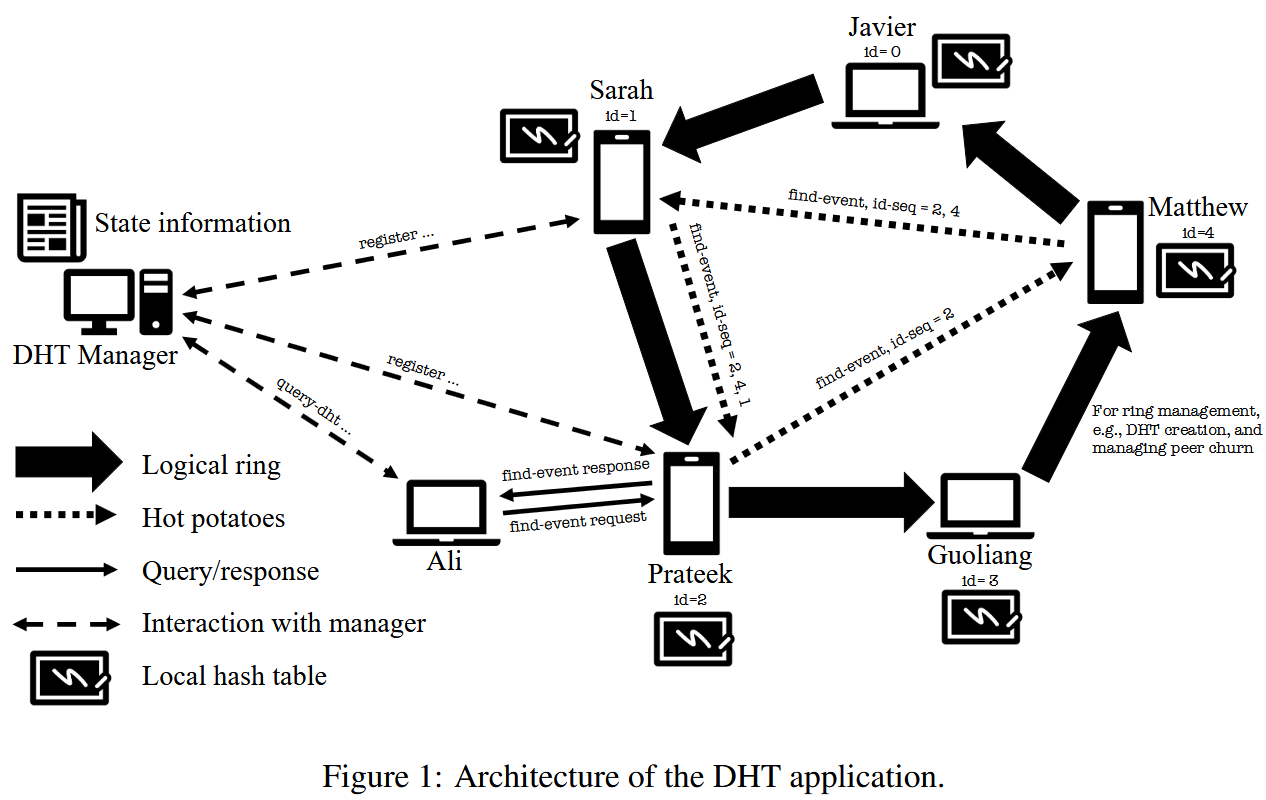 Javier
id= 0
Sarah
id=1
Matthew
id=4
State information
DHT Manager
register ...
register ...
query-dht ...
find-event, id-seq = 2, 4
find-event, id-seq = 2, 4, 1
find-event, id-seq = 2
For ring management,
e.g., DHT creation, and
managing peer churn
find-event response
find-event request
Ali
Prateek
id=2
Guoliang
id= 3
Logical ring
Hot potatoes
Query/response
Interaction with manager
Local hash table
Figure 1: Architecture of the DHT application.